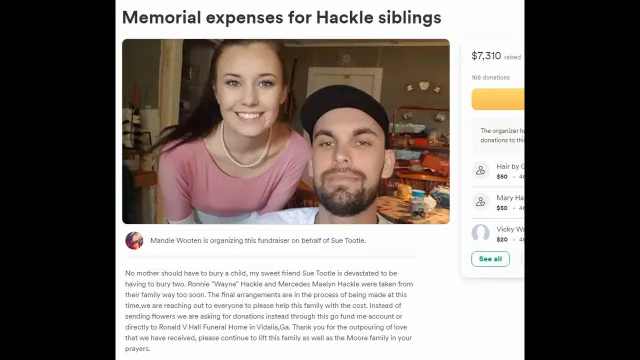 Memorial expenses for Hackle siblings
$7,310 raised
168 donations
The organizer
donations to this
Hair by
$50
Mary
$50
Vicky
$20
See all
Mandie Wooten is organizing this fundraiser on behalf of Sue Tootle.
No mother should have to bury a child, my sweet friend Sue Tootle is devastated to be
having to bury two. Ronnie "Wayne" Hackle and Mercedes Maelyn Hackle were taken from
their family way too soon. The final arrangements are in the process of being made at this
time,we are reaching out to everyone to please help this family with the cost. Instead of
sending flowers we are asking for donations instead through this go fund me account or
directly to Ronald V Hall Funeral Home in Vidalia,Ga. Thank you for the outpouring of love
that we have received, please continue to lift this family as well as the Moore family in your
prayers.